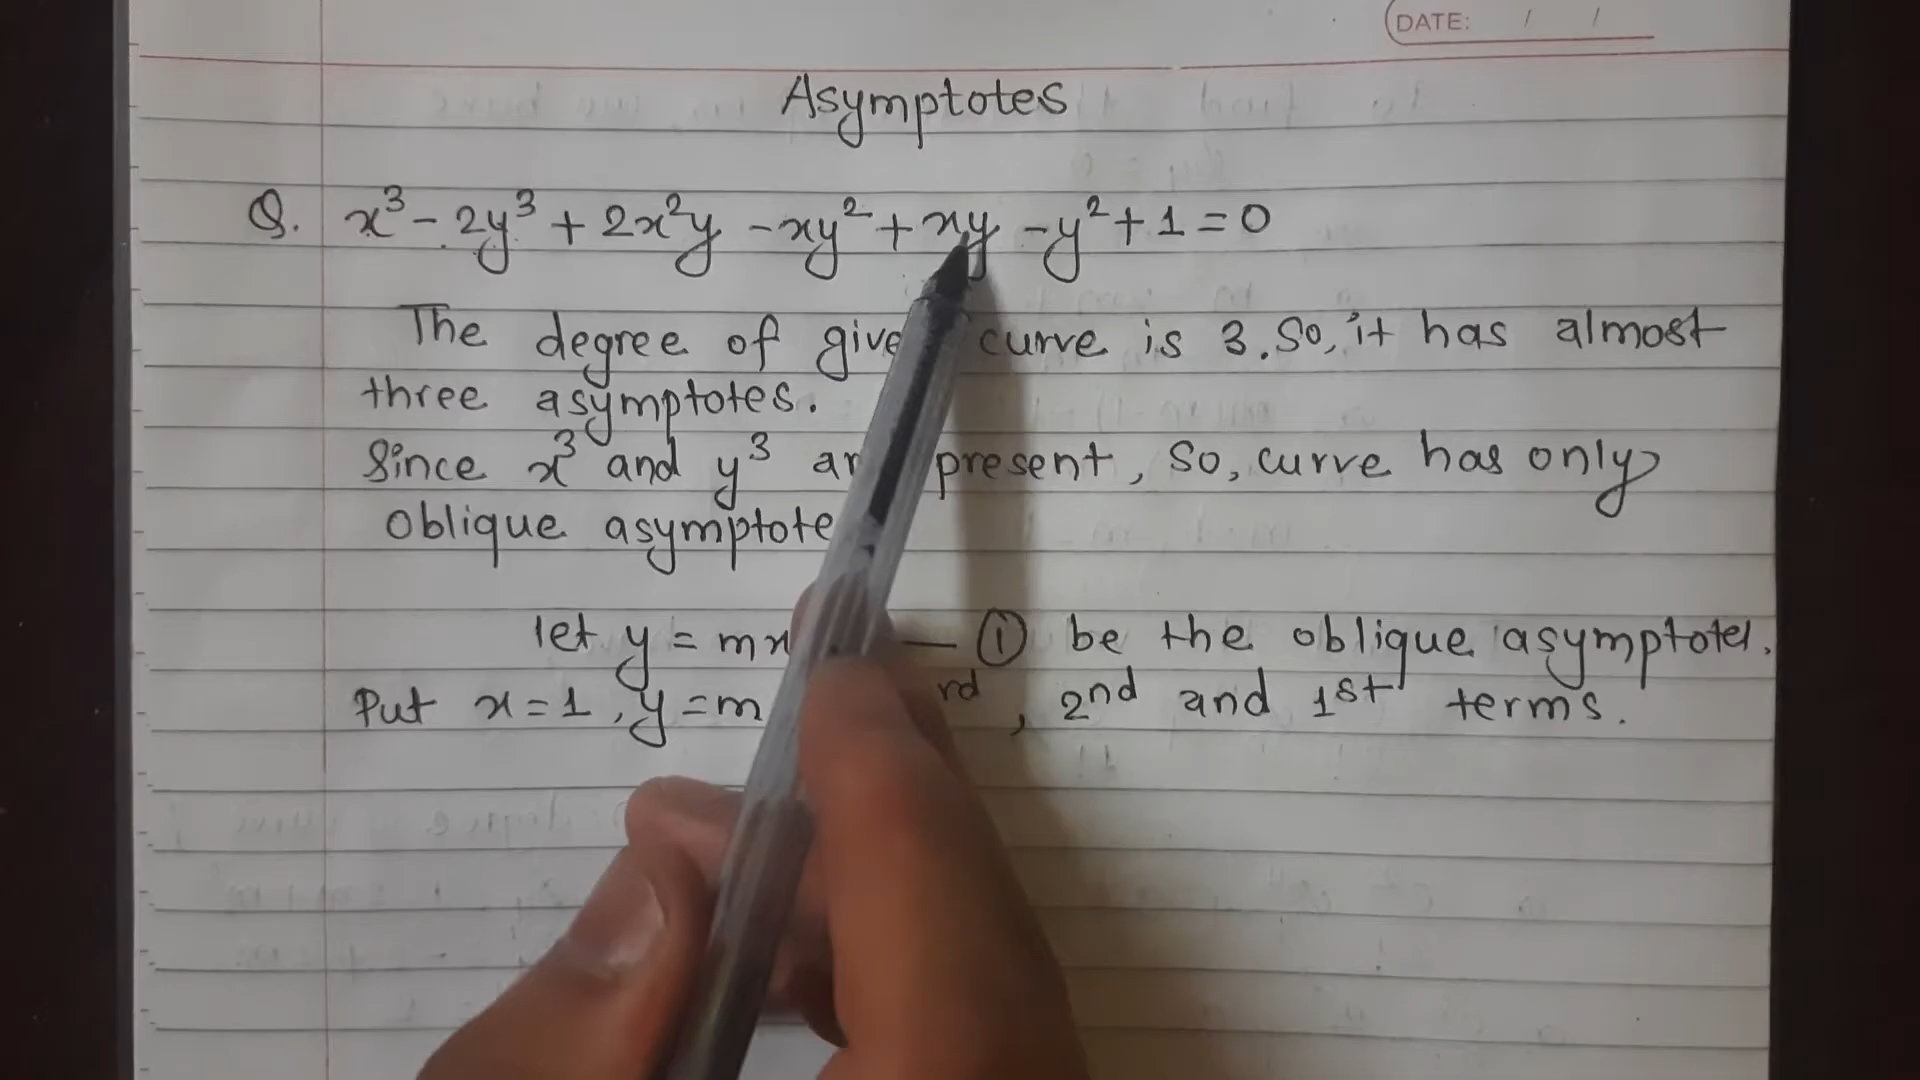 DATE: / /
Asymptotes
Q. x³ - 2y³ + 2x²y - xy² + xy - y² + 1 = 0
The degree of give curve is 3. So, it has almost
three asymptotes.
Since x³ and y³ present, so, curve has only
oblique asymptote
let y = mx — ① be the oblique asymptotes.
Put x = 1, y = m rd, 2nd and 1st terms.